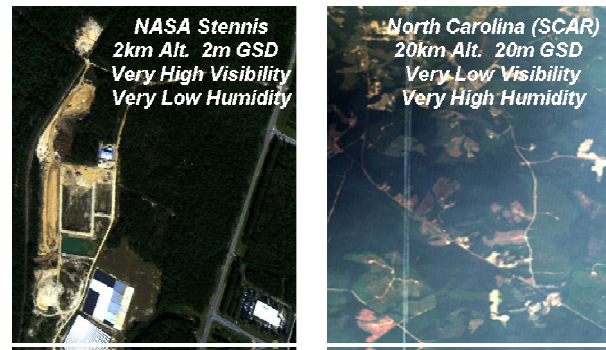 NASA Stennis
2km Alt.  2m GSD
Very High Visibility
Very Low Humidity
North Carolina (SCAR)
20km Alt.  20m GSD
Very Low Visibility
Very High Humidity